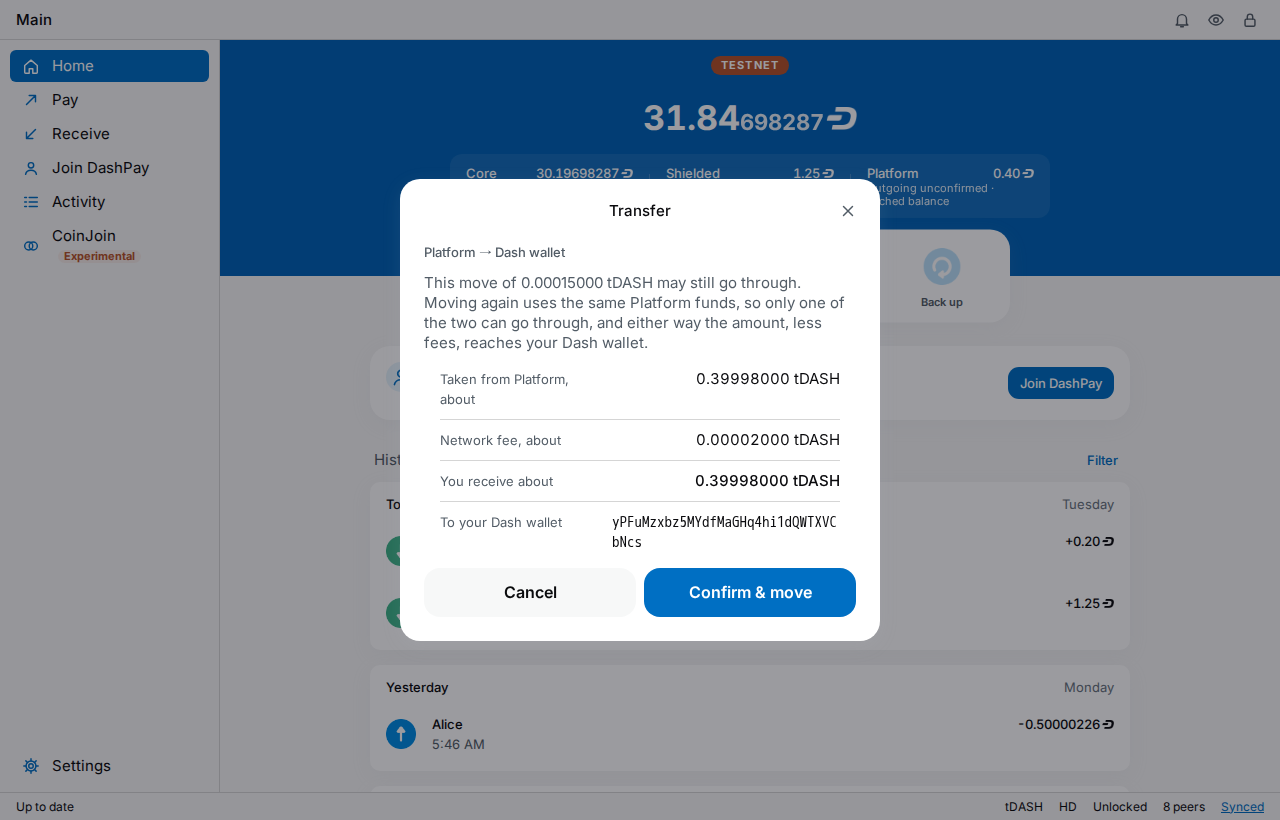 Main
Home
Pay
Receive
Join DashPay
Activity
CoinJoin
Experimental
Settings
TESTNET
31.84698287
Core 30.19698287 Shielded 1.25 Platform 0.40
outgoing unconfirmed ·
balance
Back up
Join DashPay
Filter
Tuesday
+0.20
+1.25
Transfer
Platform → Dash wallet
This move of 0.00015000 tDASH may still go through.
Moving again uses the same Platform funds, so only one of
the two can go through, and either way the amount, less
fees, reaches your Dash wallet.
Taken from Platform, about 0.39998000 tDASH
Network fee, about 0.00002000 tDASH
You receive about 0.39998000 tDASH
To your Dash wallet yPFuMzxbz5MYdfMaGHq4hi1dQWTXVC
bNcs
Cancel Confirm & move
Yesterday Monday
Alice -0.50000226
5:46 AM
Up to date tDASH HD Unlocked 8 peers Synced